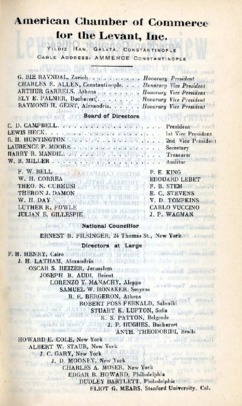 American Chamber of Commerce
for the Levant, Inc.
YILDIZ HAN, GALATA, CONSTANTINOPLE
CABLE ADDRESS: AMMERCE CONSTANTINOPLE
G. BIE RAVNDAL, Zurich . . . Honorary President
CHARLES E. ALLEN, Constantinople. . . . Honorary Vice President
ARTHUR GARRELS, Athens . . . Honorary Vice President
ELY E. PALMER, Bucharest . . . Honorary Vice President
RAYMOND H. GEIST, Alexandria . . . Honorary Vice President
Board of Directors
C. D. CAMPBELL. . . . President
LEWIS HECK. . . . 1st Vice President
S. H. HUNTINGTON . . . 2nd Vice President
LAURENCE P. MOORE. . . . Secretary
HARRY B. MANDIL. . . . Treasurer
W. B. MILLER . . . Auditor
F. W. BELL
W. H. CORREA
THEO. N. CURMUSI
THERON J. DAMON
W. H. DAY
LUTHER R. FOWLE
JULIAN E. GILLESPIE
P. E. KING
REOUARD LEBET
F. B. STEM
E. C. STEVENS
V. D. TOMPKINS
CARLO VUCCINO
J. P. WAGMAN
National Councillor
ERNEST B. FILSINGER, 24 Thomas St., New York
Directors at Large
F. M. HENRY, Cairo
J. H. LATHAM, Alexandria
OSCAR S. HEIZER, Jerusalem
JOSEPH B. AUDI, Beirut
LORENZO Y. MANACHY, Aleppo
SAMUEL W. HONAKER, Smyrna
R. E. BERGERON, Athens
ROBERT POSS FERNALD, Saloniki
STUART K. LUPTON, Sofia
K. S. PATTON, Belgrade
J. P. HUGHES, Bucharest
ANTH. THEODORIDI, Braila
HOWARD E. COLE, New York
ALBERT W. STAUB, New York
J. C. GARY, New York
J. D. MOONEY, New York
CHARLES A. MOSER, New York
EDGAR B. HOWARD, Philadelphia
DUDLEY BARTLETT, Philadelphia
ELIOT G. MEARS, Stanford University, Cal.